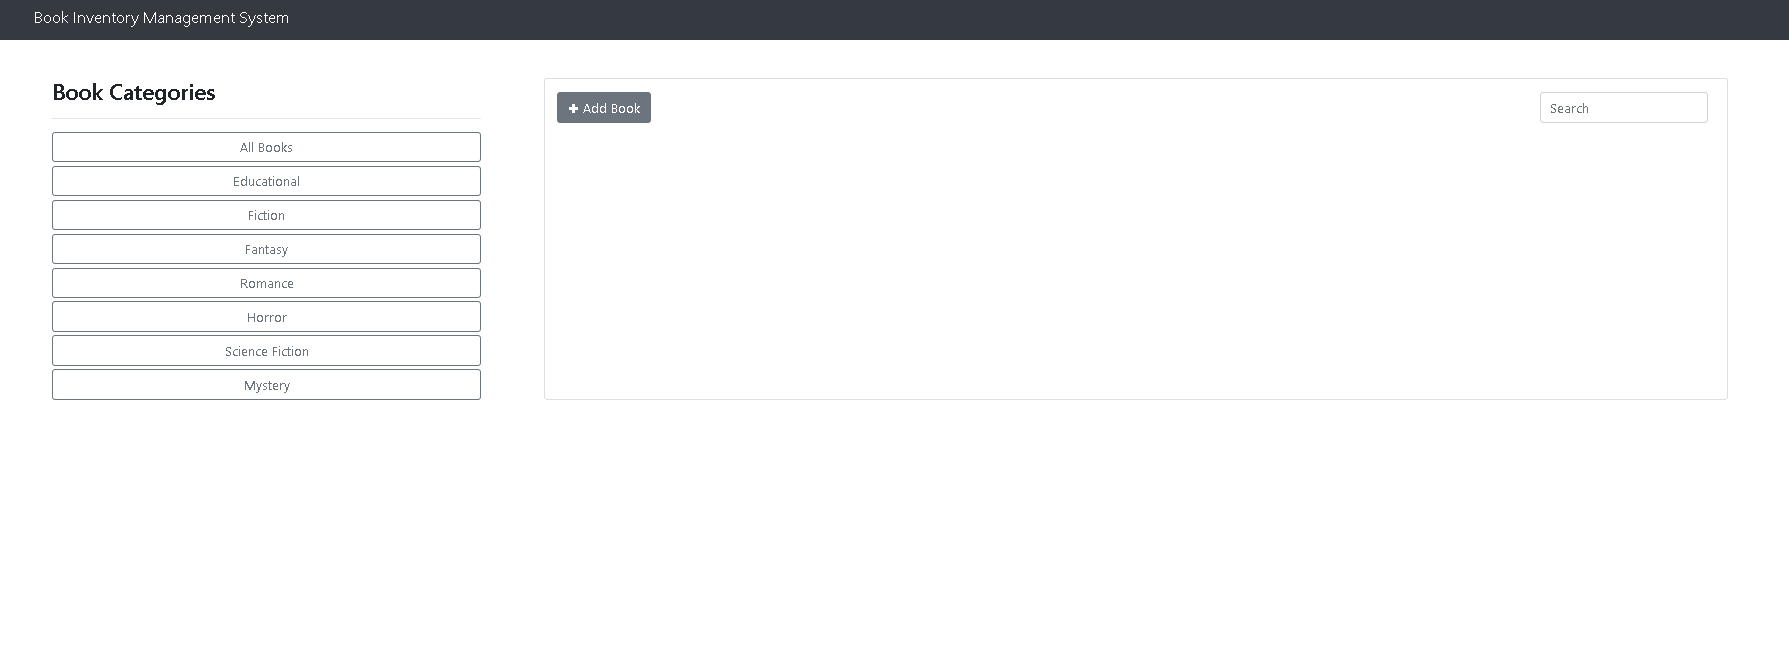 Book Inventory Management System
Book Categories
All Books
Educational
Fiction
Fantasy
Romance
Horror
Science Fiction
Mystery
Add Book
Search